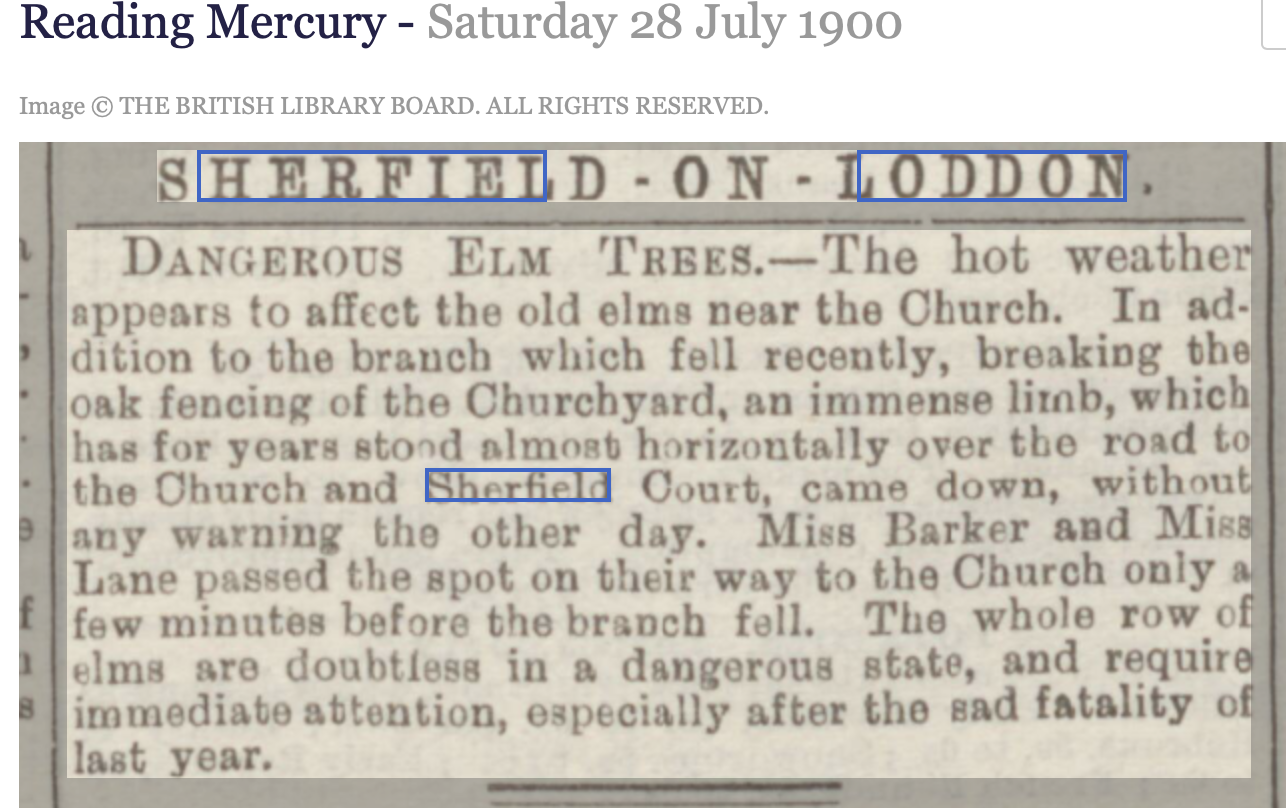 Reading Mercury - Saturday 28 July 1900
Image © THE BRITISH LIBRARY BOARD. ALL RIGHTS RESERVED.
SHERFIELD-ON-LODDON.
DANGEROUS ELM TREES.—The hot weather
appears to affect the old elms near the Church. In ad-
dition to the branch which fell recently, breaking the
oak fencing of the Churchyard, an immense limb, which
has for years stood almost horizontally over the road to
the Church and Sherfield Court, came down, without
any warning the other day. Miss Barker and Miss
Lane passed the spot on their way to the Church only a
few minutes before the branch fell. The whole row of
elms are doubtless in a dangerous state, and require
immediate attention, especially after the sad fatality of
last year.